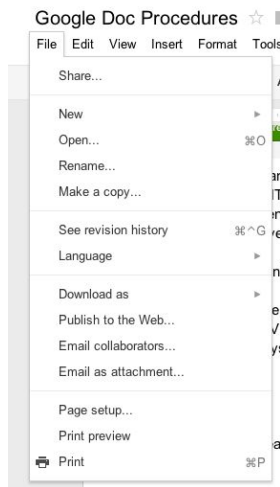 Google Doc Procedures
File Edit View Insert Format Tools
Share...
New
Open... ⌘O
Rename...
Make a copy...
See revision history ⌘^G
Language
Download as
Publish to the Web...
Email collaborators...
Email as attachment...
Page setup...
Print preview
Print ⌘P